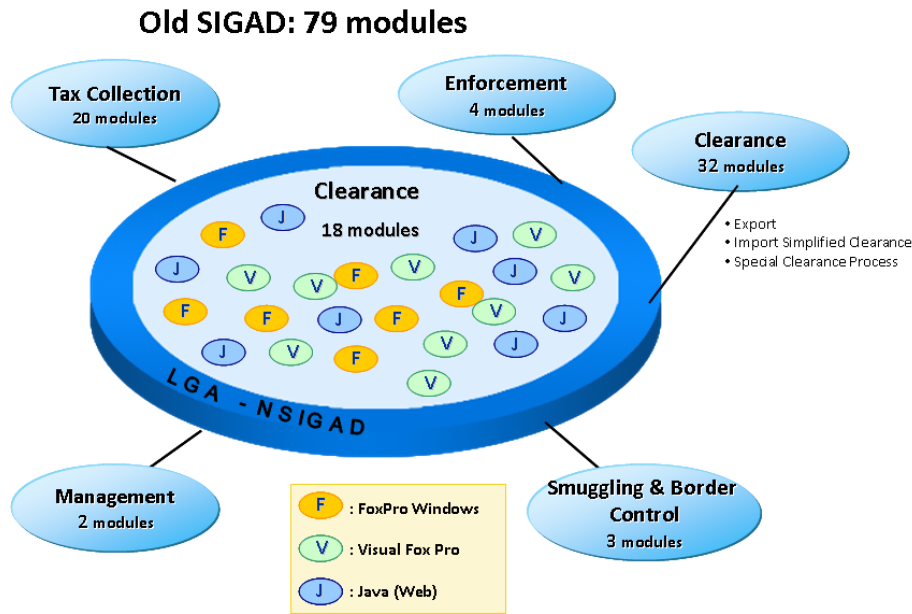 Old SIGAD: 79 modules
Tax Collection
20 modules
Enforcement
4 modules
Clearance
32 modules
• Export
• Import Simplified Clearance
• Special Clearance Process
Clearance
18 modules
J
F
J
V
J
V
V
F
V
J
V
F
V
F
F
J
F
J
J
V
F
V
J
V
LGA - NSIGAD
Management
2 modules
Smuggling & Border
Control
3 modules
F : FoxPro Windows
V : Visual Fox Pro
J : Java (Web)